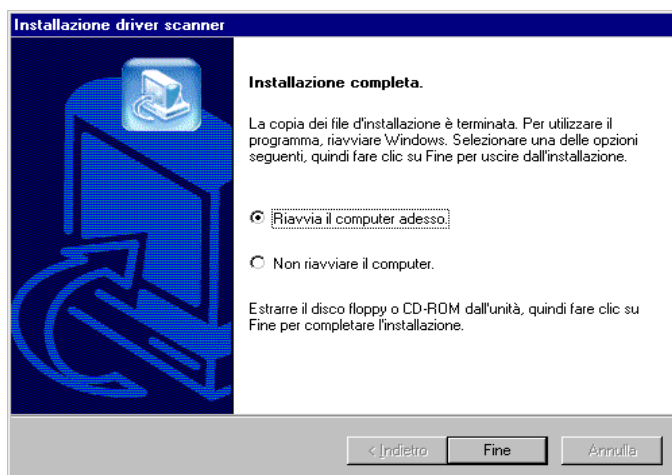 Installazione driver scanner
Installazione completa.
La copia dei file d'installazione è terminata. Per utilizzare il
programma, riavviare Windows. Selezionare una delle opzioni
seguenti, quindi fare clic su Fine per uscire dall'installazione.
Riavvia il computer adesso.
Non riavviare il computer.
Estrarre il disco floppy o CD-ROM dall'unità, quindi fare clic su
Fine per completare l'installazione.
< Indietro Fine Annulla